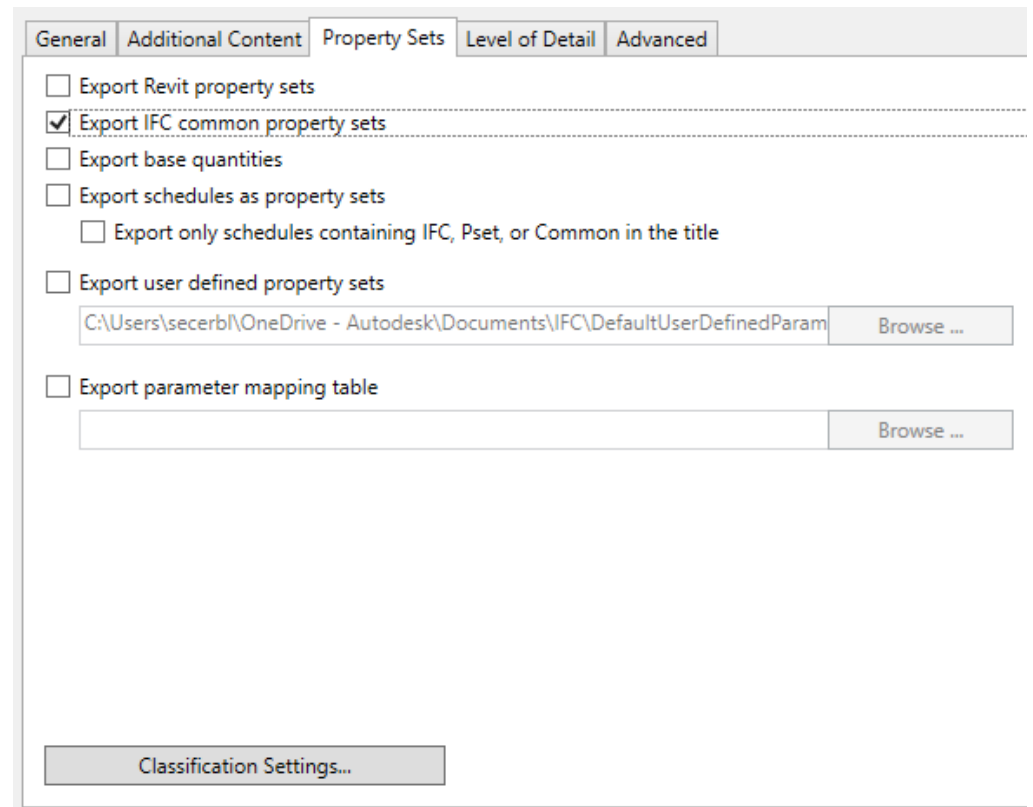 General Additional Content Property Sets Level of Detail Advanced
Export Revit property sets
Export IFC common property sets
Export base quantities
Export schedules as property sets
Export only schedules containing IFC, Pset, or Common in the title
Export user defined property sets
C:\Users\secerbl\OneDrive - Autodesk\Documents\IFC\DefaultUserDefinedParam Browse ...
Export parameter mapping table
Browse ...
Classification Settings...